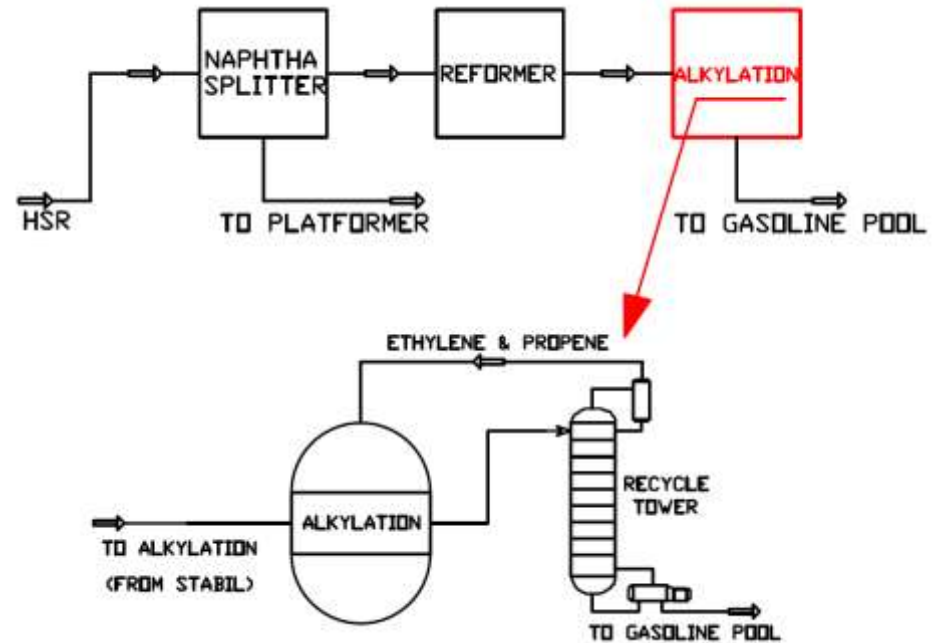 NAPHTHA
SPLITTER
REFORMER
ALKYLATION
HSR
TO PLATFORMER
TO GASOLINE POOL
ETHYLENE & PROPENE
ALKYLATION
RECYCLE
TOWER
TO ALKYLATION
(FROM STABIL)
TO GASOLINE POOL